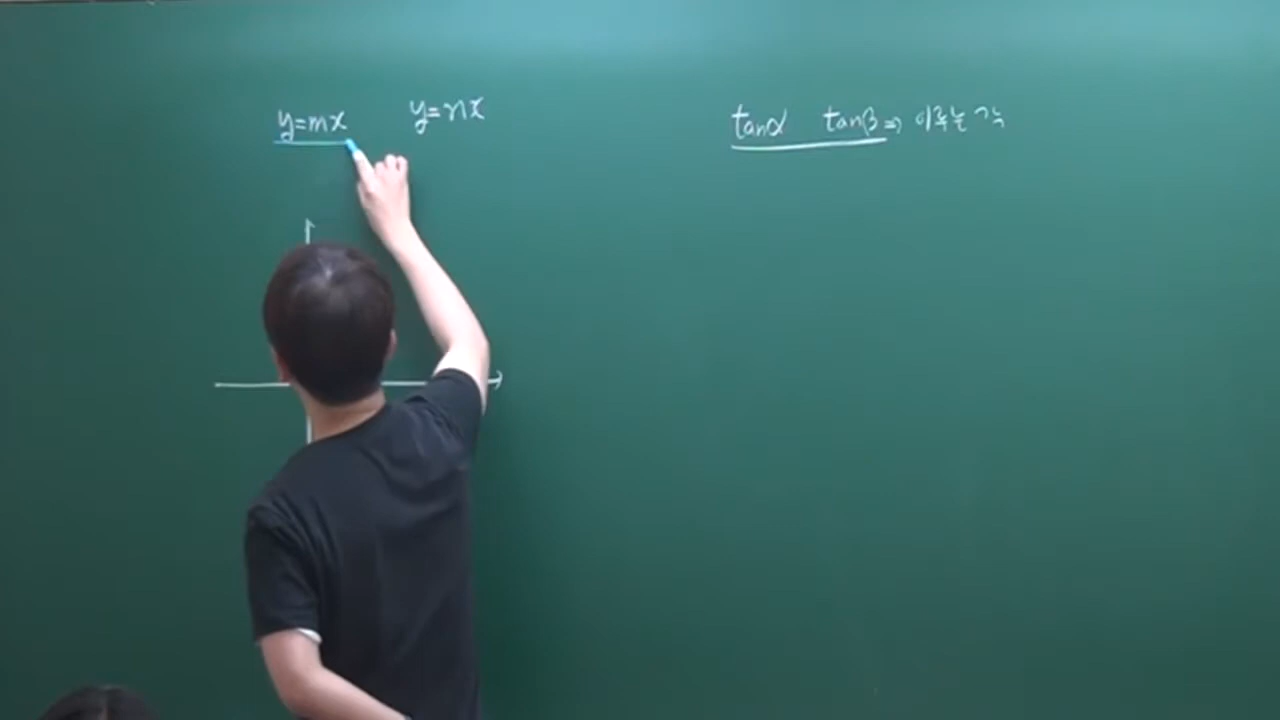 y=mx y=nx
tanα tanβ ⇒ 이루는 각